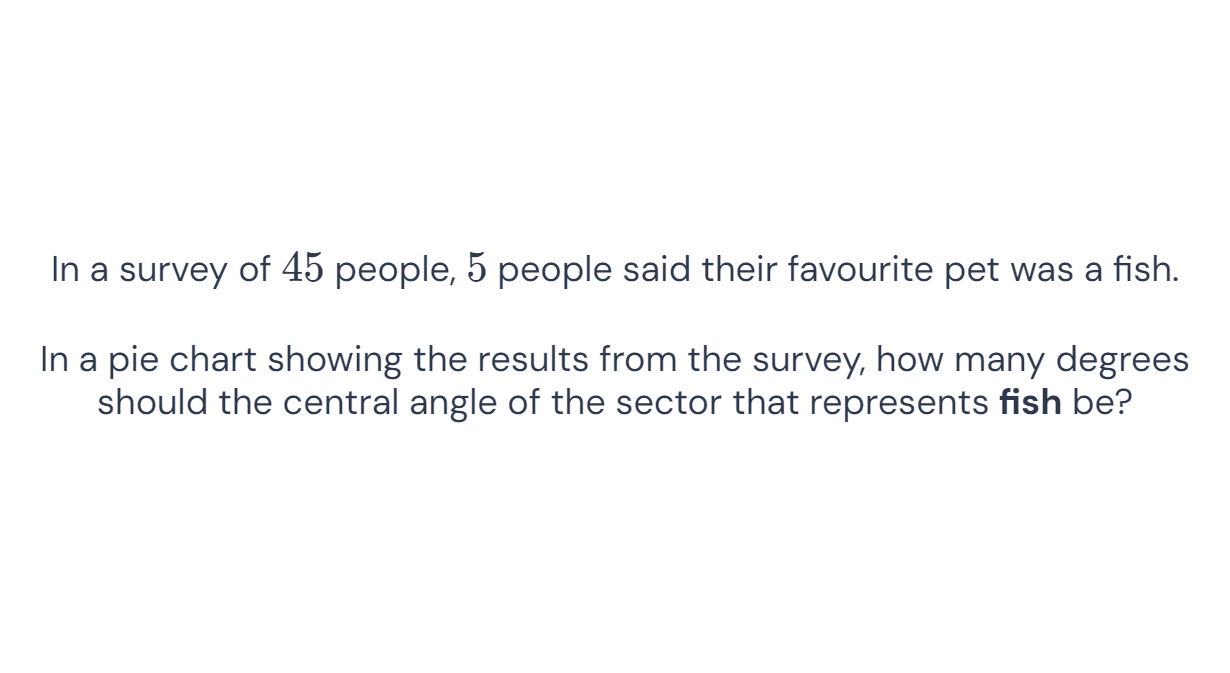 In a survey of 45 people, 5 people said their favourite pet was a fish.
In a pie chart showing the results from the survey, how many degrees
should the central angle of the sector that represents fish be?